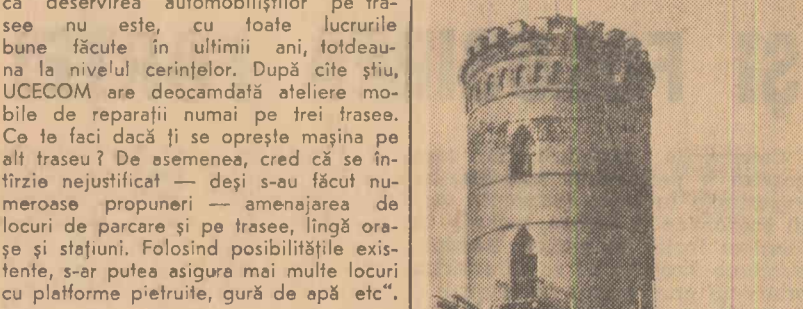 că deservirea automobiliștilor pe tra-
see nu este, cu toate lucrurile
bune făcute în ultimii ani, totdeau-
na la nivelul cerințelor. După cîte știu,
UCECOM are deocamdată ateliere mo-
bile de reparații numai pe trei trasee.
Ce te faci dacă ți se oprește mașina pe
alt traseu? De asemenea, cred că se în-
tîrzie nejustificat — deși s-au făcut nu-
meroase propuneri — amenajarea de
locuri de parcare și pe trasee, lîngă ora-
șe și stațiuni. Folosind posibilitățile exis-
tente, s-ar putea asigura mai multe locuri
cu platforme pietruite, gură de apă etc“.